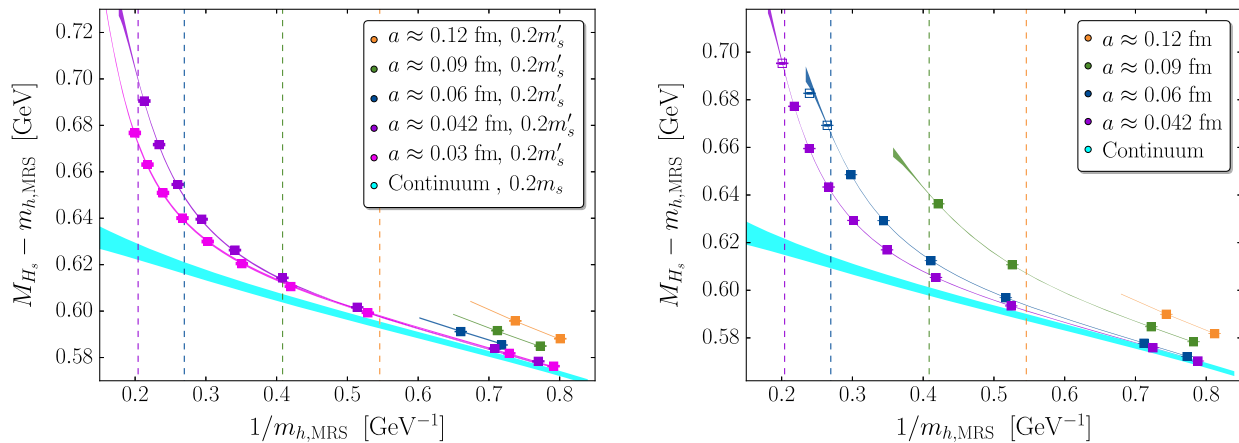 0.72
0.70
0.68
0.66
0.64
0.62
0.60
0.58
M_{H_s} − m_{h,MRS} [GeV]
a ≈ 0.12 fm, 0.2m′_s
a ≈ 0.09 fm, 0.2m′_s
a ≈ 0.06 fm, 0.2m′_s
a ≈ 0.042 fm, 0.2m′_s
a ≈ 0.03 fm, 0.2m′_s
Continuum , 0.2m_s
0.2 0.3 0.4 0.5 0.6 0.7 0.8
1/m_{h,MRS} [GeV^{−1}]
0.70
0.68
0.66
0.64
0.62
0.60
0.58
M_{H_s} − m_{h,MRS} [GeV]
a ≈ 0.12 fm
a ≈ 0.09 fm
a ≈ 0.06 fm
a ≈ 0.042 fm
Continuum
0.2 0.3 0.4 0.5 0.6 0.7 0.8
1/m_{h,MRS} [GeV^{−1}]